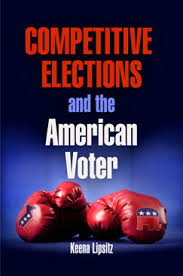 COMPETITIVE
ELECTIONS
and the
American
Voter
Keena Lipsitz